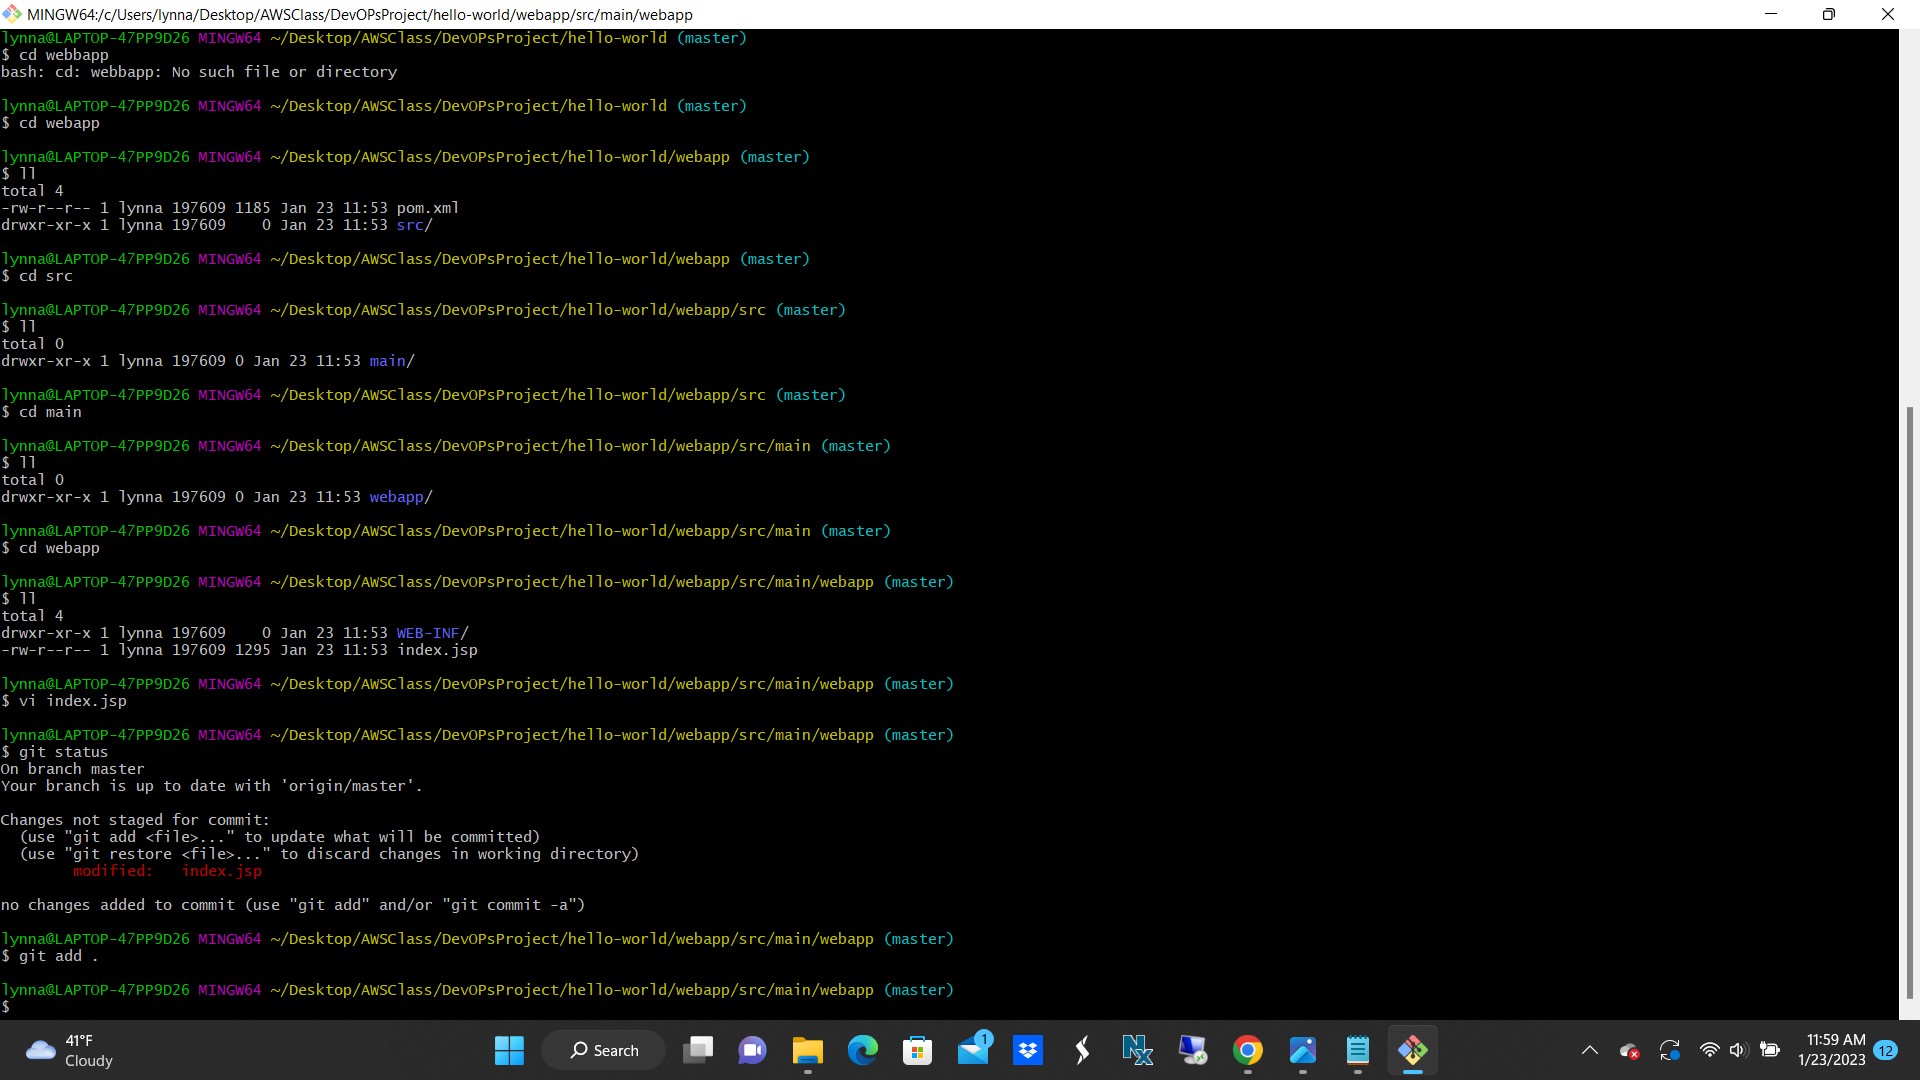 MINGW64:/c/Users/lynna/Desktop/AWSClass/DevOPsProject/hello-world/webapp/src/main/webapp
lynna@LAPTOP-47PP9D26 MINGW64 ~/Desktop/AWSClass/DevOPsProject/hello-world (master)
$ cd webbapp
bash: cd: webbapp: No such file or directory
lynna@LAPTOP-47PP9D26 MINGW64 ~/Desktop/AWSClass/DevOPsProject/hello-world (master)
$ cd webapp
lynna@LAPTOP-47PP9D26 MINGW64 ~/Desktop/AWSClass/DevOPsProject/hello-world/webapp (master)
$ ll
total 4
-rw-r--r-- 1 lynna 197609 1185 Jan 23 11:53 pom.xml
drwxr-xr-x 1 lynna 197609    0 Jan 23 11:53 src/
lynna@LAPTOP-47PP9D26 MINGW64 ~/Desktop/AWSClass/DevOPsProject/hello-world/webapp (master)
$ cd src
lynna@LAPTOP-47PP9D26 MINGW64 ~/Desktop/AWSClass/DevOPsProject/hello-world/webapp/src (master)
$ ll
total 0
drwxr-xr-x 1 lynna 197609 0 Jan 23 11:53 main/
lynna@LAPTOP-47PP9D26 MINGW64 ~/Desktop/AWSClass/DevOPsProject/hello-world/webapp/src (master)
$ cd main
lynna@LAPTOP-47PP9D26 MINGW64 ~/Desktop/AWSClass/DevOPsProject/hello-world/webapp/src/main (master)
$ ll
total 0
drwxr-xr-x 1 lynna 197609 0 Jan 23 11:53 webapp/
lynna@LAPTOP-47PP9D26 MINGW64 ~/Desktop/AWSClass/DevOPsProject/hello-world/webapp/src/main (master)
$ cd webapp
lynna@LAPTOP-47PP9D26 MINGW64 ~/Desktop/AWSClass/DevOPsProject/hello-world/webapp/src/main/webapp (master)
$ ll
total 4
drwxr-xr-x 1 lynna 197609    0 Jan 23 11:53 WEB-INF/
-rw-r--r-- 1 lynna 197609 1295 Jan 23 11:53 index.jsp
lynna@LAPTOP-47PP9D26 MINGW64 ~/Desktop/AWSClass/DevOPsProject/hello-world/webapp/src/main/webapp (master)
$ vi index.jsp
lynna@LAPTOP-47PP9D26 MINGW64 ~/Desktop/AWSClass/DevOPsProject/hello-world/webapp/src/main/webapp (master)
$ git status
On branch master
Your branch is up to date with 'origin/master'.
Changes not staged for commit:
  (use "git add <file>..." to update what will be committed)
  (use "git restore <file>..." to discard changes in working directory)
        modified:   index.jsp
no changes added to commit (use "git add" and/or "git commit -a")
lynna@LAPTOP-47PP9D26 MINGW64 ~/Desktop/AWSClass/DevOPsProject/hello-world/webapp/src/main/webapp (master)
$ git add .
lynna@LAPTOP-47PP9D26 MINGW64 ~/Desktop/AWSClass/DevOPsProject/hello-world/webapp/src/main/webapp (master)
$
41°F
Cloudy
Search
1
11:59 AM
1/23/2023
12